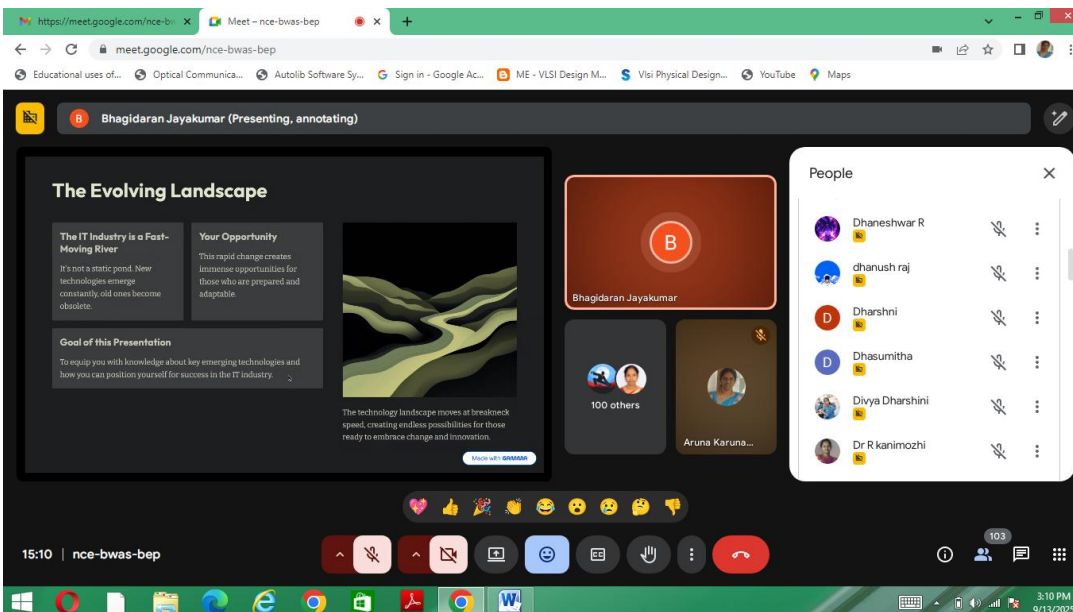 https://meet.google.com/nce-bw
Meet – nce-bwas-bep
meet.google.com/nce-bwas-bep
Educational uses of...
Optical Communica...
Autolib Software Sy...
Sign in - Google Ac...
ME - VLSI Design M...
Vlsi Physical Design...
YouTube
Maps
B
Bhagidaran Jayakumar (Presenting, annotating)
The Evolving Landscape
The IT Industry is a Fast-
Moving River
It's not a static pond. New
technologies emerge
constantly, old ones become
obsolete.
Your Opportunity
This rapid change creates
immense opportunities for
those who are prepared and
adaptable.
Goal of this Presentation
To equip you with knowledge about key emerging technologies and
how you can position yourself for success in the IT industry.
The technology landscape moves at breakneck
speed, creating endless possibilities for those
ready to embrace change and innovation.
Made with GAMMA
B
Bhagidaran Jayakumar
100 others
Aruna Karuna...
People
Dhaneshwar R
dhanush raj
D
Dharshni
D
Dhasumitha
Divya Dharshini
Dr R kanimozhi
15:10 | nce-bwas-bep
CC
103
3:10 PM